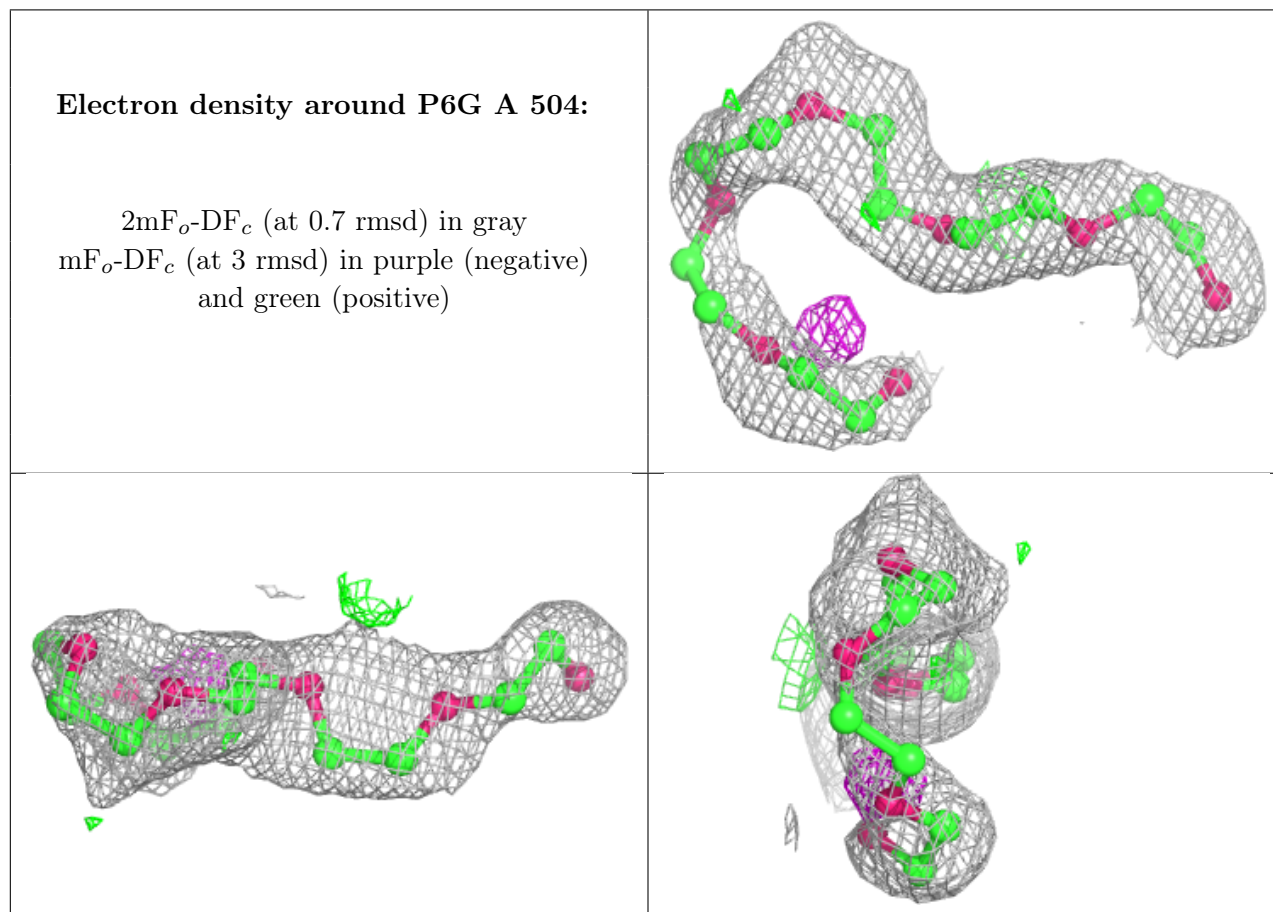 Electron density around P6G A 504:
2mFo-DFc (at 0.7 rmsd) in gray
mFo-DFc (at 3 rmsd) in purple (negative)
and green (positive)